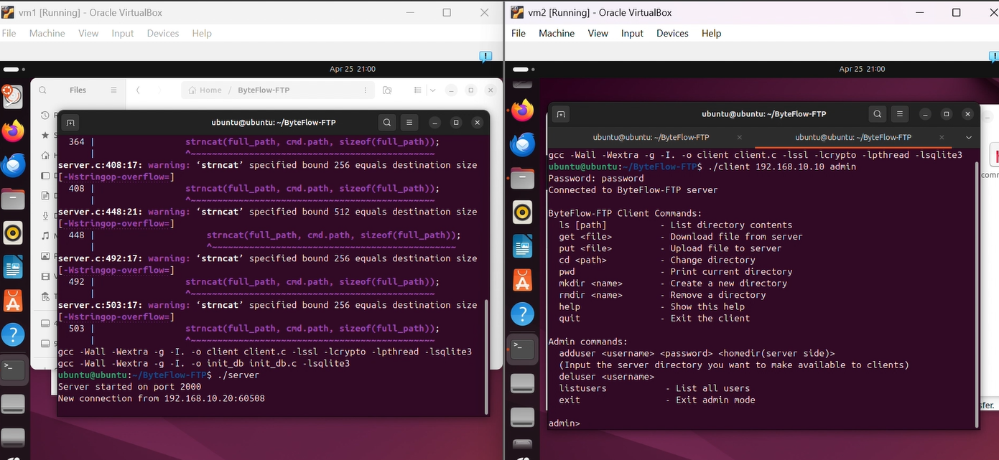 vm1 [Running] - Oracle VirtualBox
File Machine View Input Devices Help
Apr 25 21:00
Files
Home / ByteFlow-FTP
ubuntu@ubuntu: ~/ByteFlow-FTP
364 | strncat(full_path, cmd.path, sizeof(full_path));
| ^~~~~~~~~~~~~~~~~~~~~~~~~~~~~~~~~~~~~~~~~~~~~~~
server.c:408:17: warning: ‘strncat’ specified bound 256 equals destination size
[-Wstringop-overflow=]
408 | strncat(full_path, cmd.path, sizeof(full_path));
| ^~~~~~~~~~~~~~~~~~~~~~~~~~~~~~~~~~~~~~~~~~~~~~~
server.c:448:21: warning: ‘strncat’ specified bound 512 equals destination size
[-Wstringop-overflow=]
448 | strncat(full_path, cmd.path, sizeof(full_path));
| ^~~~~~~~~~~~~~~~~~~~~~~~~~~~~~~~~~~~~~~~~~~~~~~
server.c:492:17: warning: ‘strncat’ specified bound 256 equals destination size
[-Wstringop-overflow=]
492 | strncat(full_path, cmd.path, sizeof(full_path));
| ^~~~~~~~~~~~~~~~~~~~~~~~~~~~~~~~~~~~~~~~~~~~~~~
server.c:503:17: warning: ‘strncat’ specified bound 256 equals destination size
[-Wstringop-overflow=]
503 | strncat(full_path, cmd.path, sizeof(full_path));
| ^~~~~~~~~~~~~~~~~~~~~~~~~~~~~~~~~~~~~~~~~~~~~~~
gcc -Wall -Wextra -g -I. -o client client.c -lssl -lcrypto -lpthread -lsqlite3
gcc -Wall -Wextra -g -I. -o init_db init_db.c -lsqlite3
ubuntu@ubuntu:~/ByteFlow-FTP$ ./server
Server started on port 2000
New connection from 192.168.10.20:60508
vm2 [Running] - Oracle VirtualBox
File Machine View Input Devices Help
Apr 25 21:00
ubuntu@ubuntu: ~/ByteFlow-FTP
ubuntu@ubuntu: ~/ByteFlow-FTP ubuntu@ubuntu: ~/ByteFlow-FTP
gcc -Wall -Wextra -g -I. -o client client.c -lssl -lcrypto -lpthread -lsqlite3
ubuntu@ubuntu:~/ByteFlow-FTP$ ./client 192.168.10.10 admin
Password: password
Connected to ByteFlow-FTP server
ByteFlow-FTP Client Commands:
ls [path] - List directory contents
get <file> - Download file from server
put <file> - Upload file to server
cd <path> - Change directory
pwd - Print current directory
mkdir <name> - Create a new directory
rmdir <name> - Remove a directory
help - Show this help
quit - Exit the client
Admin commands:
adduser <username> <password> <homedir(server side)>
(Input the server directory you want to make available to clients)
deluser <username>
listusers - List all users
exit - Exit admin mode
admin>